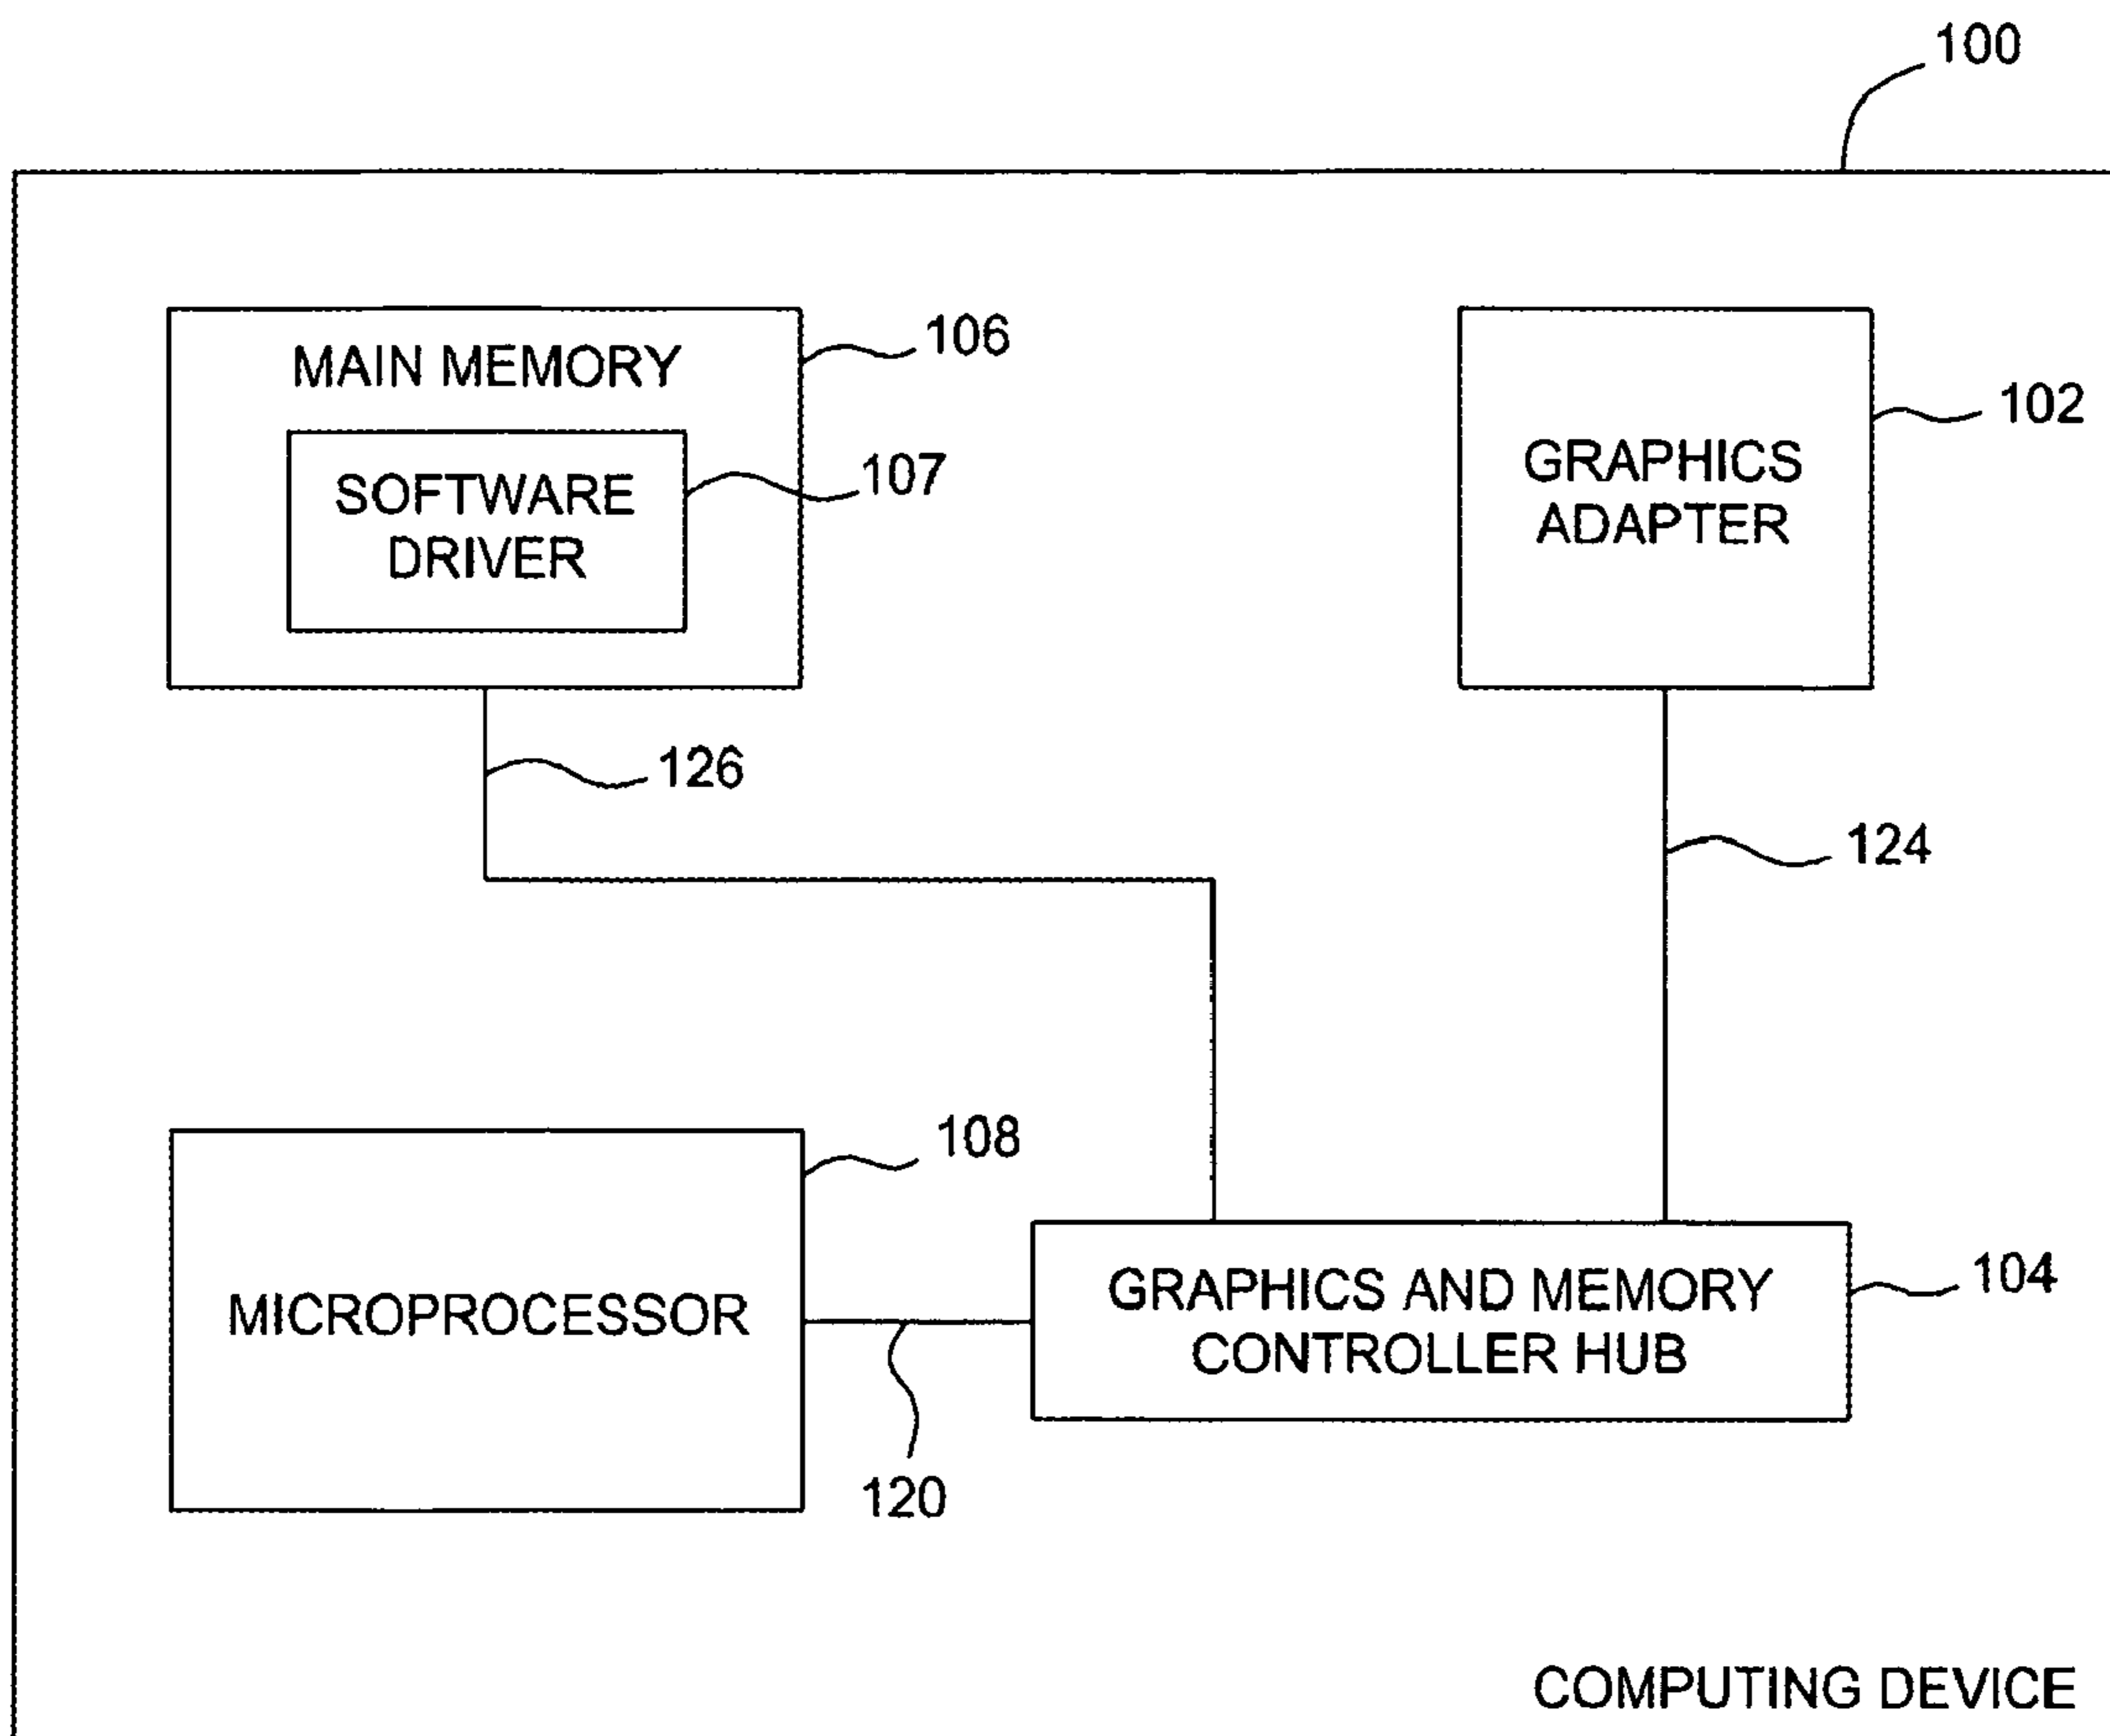 100
MAIN MEMORY
106
SOFTWARE
DRIVER
107
GRAPHICS
ADAPTER
102
126
124
MICROPROCESSOR
108
GRAPHICS AND MEMORY
CONTROLLER HUB
104
120
COMPUTING DEVICE